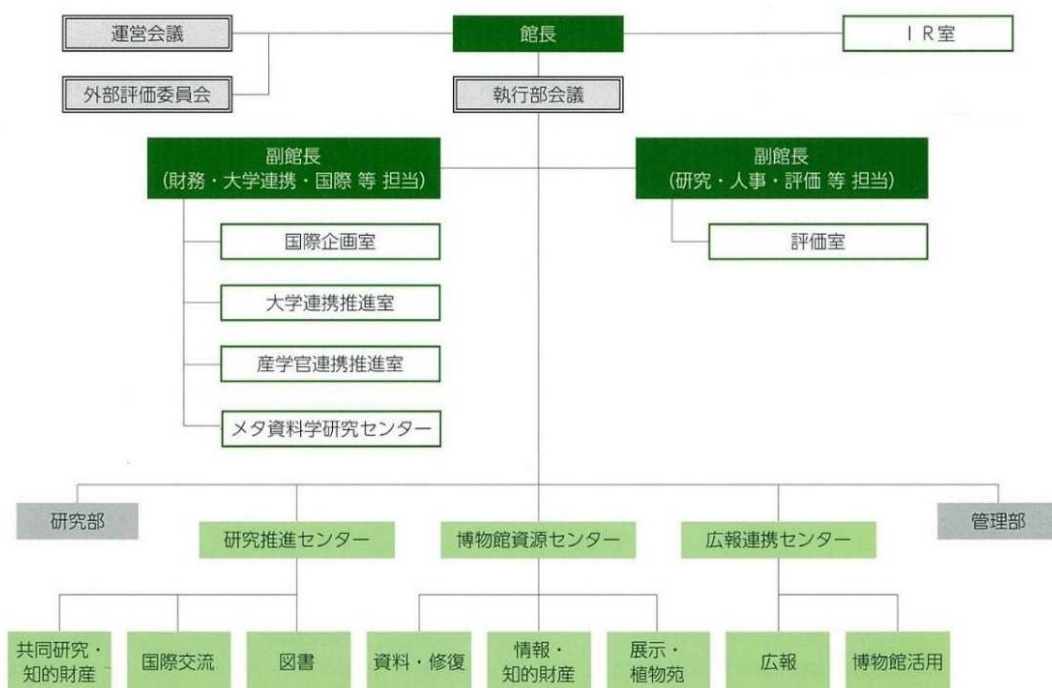 運営会議
館長
ＩＲ室
外部評価委員会
執行部会議
副館長
(財務・大学連携・国際 等 担当)
副館長
(研究・人事・評価 等 担当)
国際企画室
評価室
大学連携推進室
産学官連携推進室
メタ資料学研究センター
研究部
管理部
研究推進センター
博物館資源センター
広報連携センター
共同研究・
知的財産
国際交流
図書
資料・修復
情報・
知的財産
展示・
植物苑
広報
博物館活用